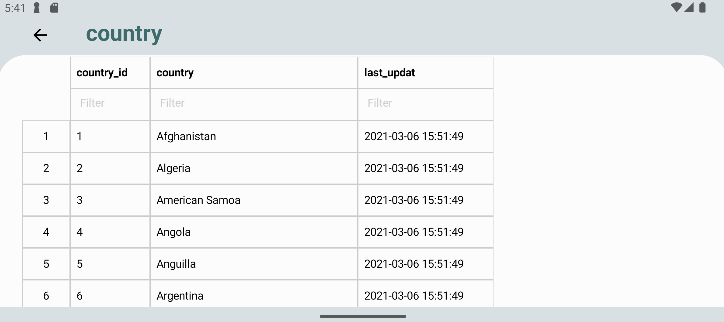 5:41
country
country_id country last_updat
Filter Filter Filter
1 1 Afghanistan 2021-03-06 15:51:49
2 2 Algeria 2021-03-06 15:51:49
3 3 American Samoa 2021-03-06 15:51:49
4 4 Angola 2021-03-06 15:51:49
5 5 Anguilla 2021-03-06 15:51:49
6 6 Argentina 2021-03-06 15:51:49